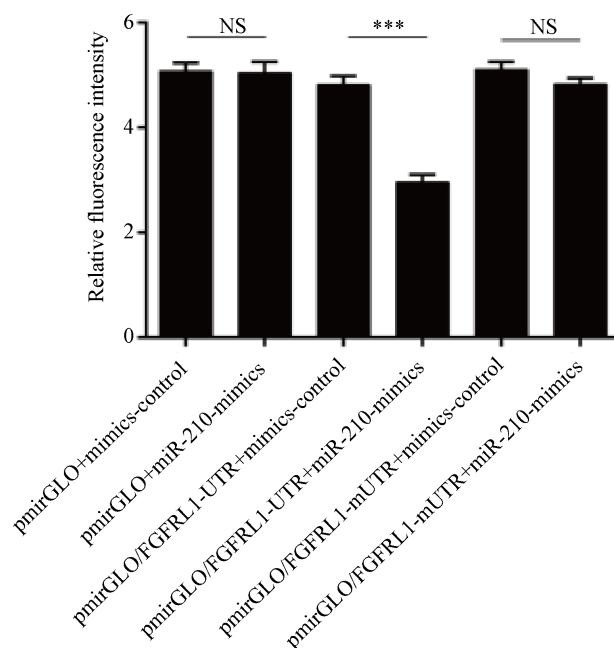 NS
***
NS
6
4
2
0
Relative fluorescence intensity
pmirGLO+mimics-control
pmirGLO+miR-210-mimics
pmirGLO/FGFRL1-UTR+mimics-control
pmirGLO/FGFRL1-UTR+miR-210-mimics
pmirGLO/FGFRL1-mUTR+mimics-control
pmirGLO/FGFRL1-mUTR+miR-210-mimics